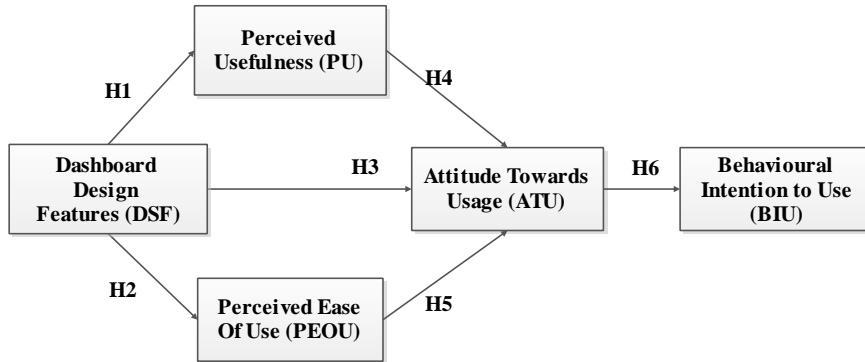 Perceived
Usefulness (PU)
H1
H4
Dashboard
Design
Features (DSF)
H3
Attitude Towards
Usage (ATU)
H6
Behavioural
Intention to Use
(BIU)
H2
Perceived Ease
Of Use (PEOU)
H5